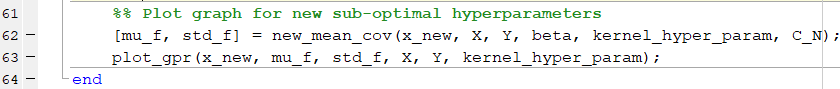 61 %% Plot graph for new sub-optimal hyperparameters
62 – [mu_f, std_f] = new_mean_cov(x_new, X, Y, beta, kernel_hyper_param, C_N);
63 – plot_gpr(x_new, mu_f, std_f, X, Y, kernel_hyper_param);
64 – end